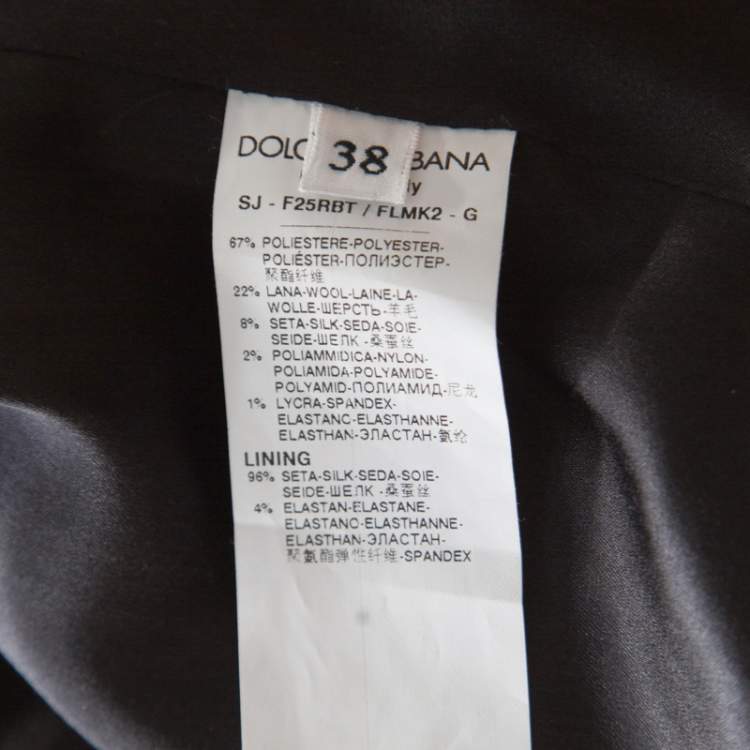 38
DOLC BANA
ly
SJ - F25RBT / FLMK2 - G
67% POLIESTERE-POLYESTER-
POLIÉSTER-ПОЛИЭСТЕР-
聚酯纤维
22% LANA-WOOL-LAINE-LA-
WOLLE-ШЕРСТЬ-羊毛
8% SETA-SILK-SEDA-SOIE-
SEIDE-ШЕЛК -桑蚕丝
2% POLIAMMIDICA-NYLON-
POLIAMIDA-POLYAMIDE-
POLYAMID-ПОЛИАМИД-尼龙
1% LYCRA-SPANDEX-
ELASTANC-ELASTHANNE-
ELASTHAN-ЭЛАСТАН-氨纶
LINING
96% SETA-SILK-SEDA-SOIE-
SEIDE-ШЕЛК -桑蚕丝
4% ELASTAN-ELASTANE-
ELASTANC-ELASTHANNE-
ELASTHAN-ЭЛАСТАН-
聚氨酯弹性纤维-SPANDEX